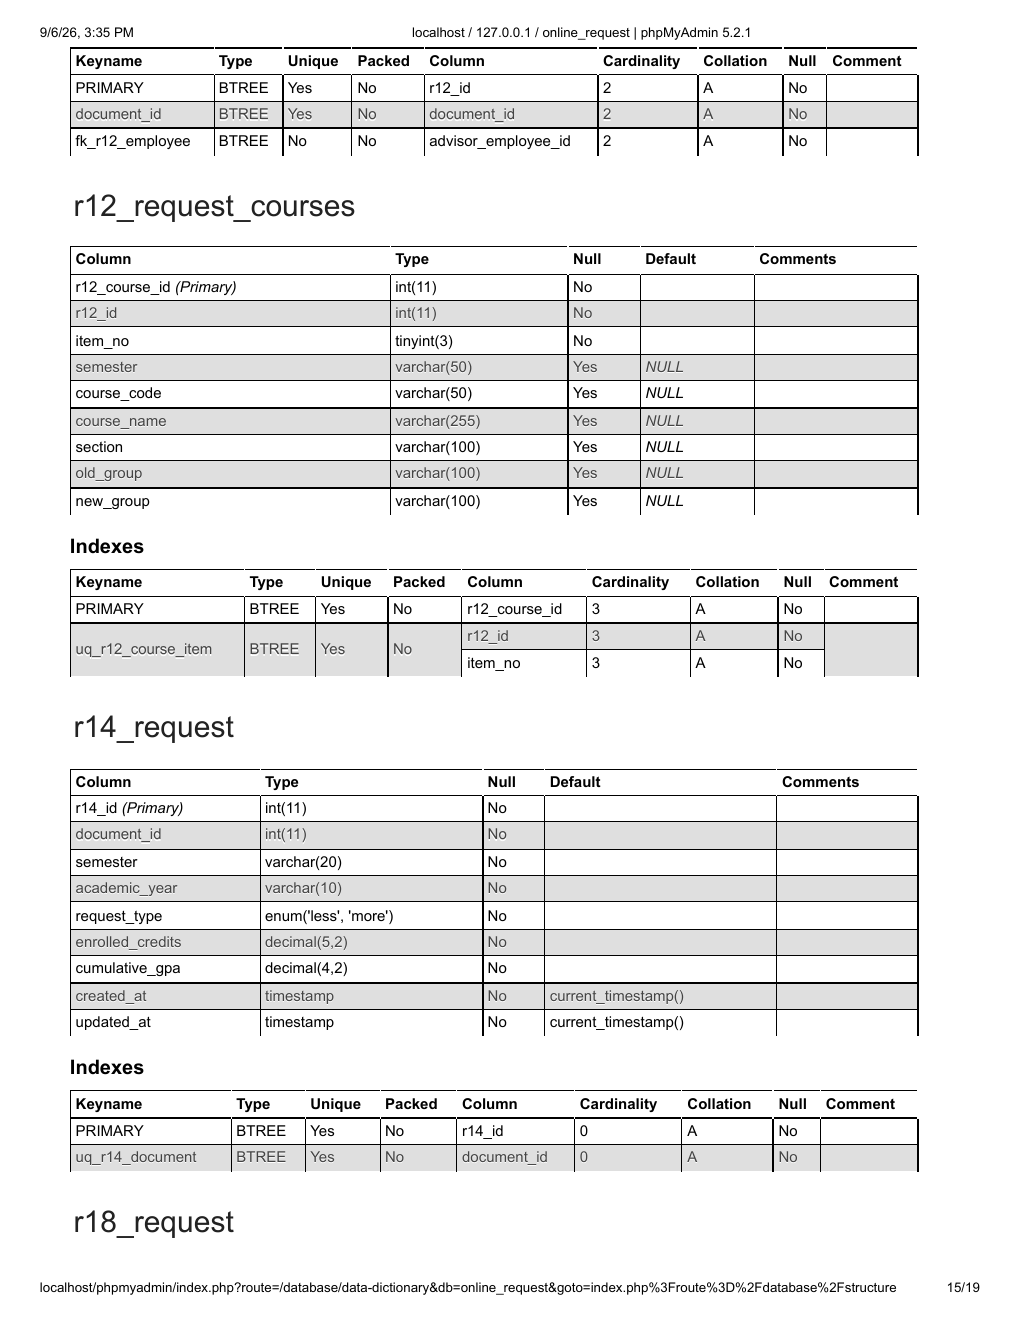 9/6/26, 3:35 PM localhost / 127.0.0.1 / online_request | phpMyAdmin 5.2.1
Keyname Type Unique Packed Column Cardinality Collation Null Comment
PRIMARY BTREE Yes No r12_id 2 A No
document_id BTREE Yes No document_id 2 A No
fk_r12_employee BTREE No No advisor_employee_id 2 A No
r12_request_courses
Column Type Null Default Comments
r12_course_id (Primary) int(11) No
r12_id int(11) No
item_no tinyint(3) No
semester varchar(50) Yes NULL
course_code varchar(50) Yes NULL
course_name varchar(255) Yes NULL
section varchar(100) Yes NULL
old_group varchar(100) Yes NULL
new_group varchar(100) Yes NULL
Indexes
Keyname Type Unique Packed Column Cardinality Collation Null Comment
PRIMARY BTREE Yes No r12_course_id 3 A No
uq_r12_course_item BTREE Yes No r12_id 3 A No
item_no 3 A No
r14_request
Column Type Null Default Comments
r14_id (Primary) int(11) No
document_id int(11) No
semester varchar(20) No
academic_year varchar(10) No
request_type enum('less', 'more') No
enrolled_credits decimal(5,2) No
cumulative_gpa decimal(4,2) No
created_at timestamp No current_timestamp()
updated_at timestamp No current_timestamp()
Indexes
Keyname Type Unique Packed Column Cardinality Collation Null Comment
PRIMARY BTREE Yes No r14_id 0 A No
uq_r14_document BTREE Yes No document_id 0 A No
r18_request
localhost/phpmyadmin/index.php?route=/database/data-dictionary&db=online_request&goto=index.php%3Froute%3D%2Fdatabase%2Fstructure 15/19